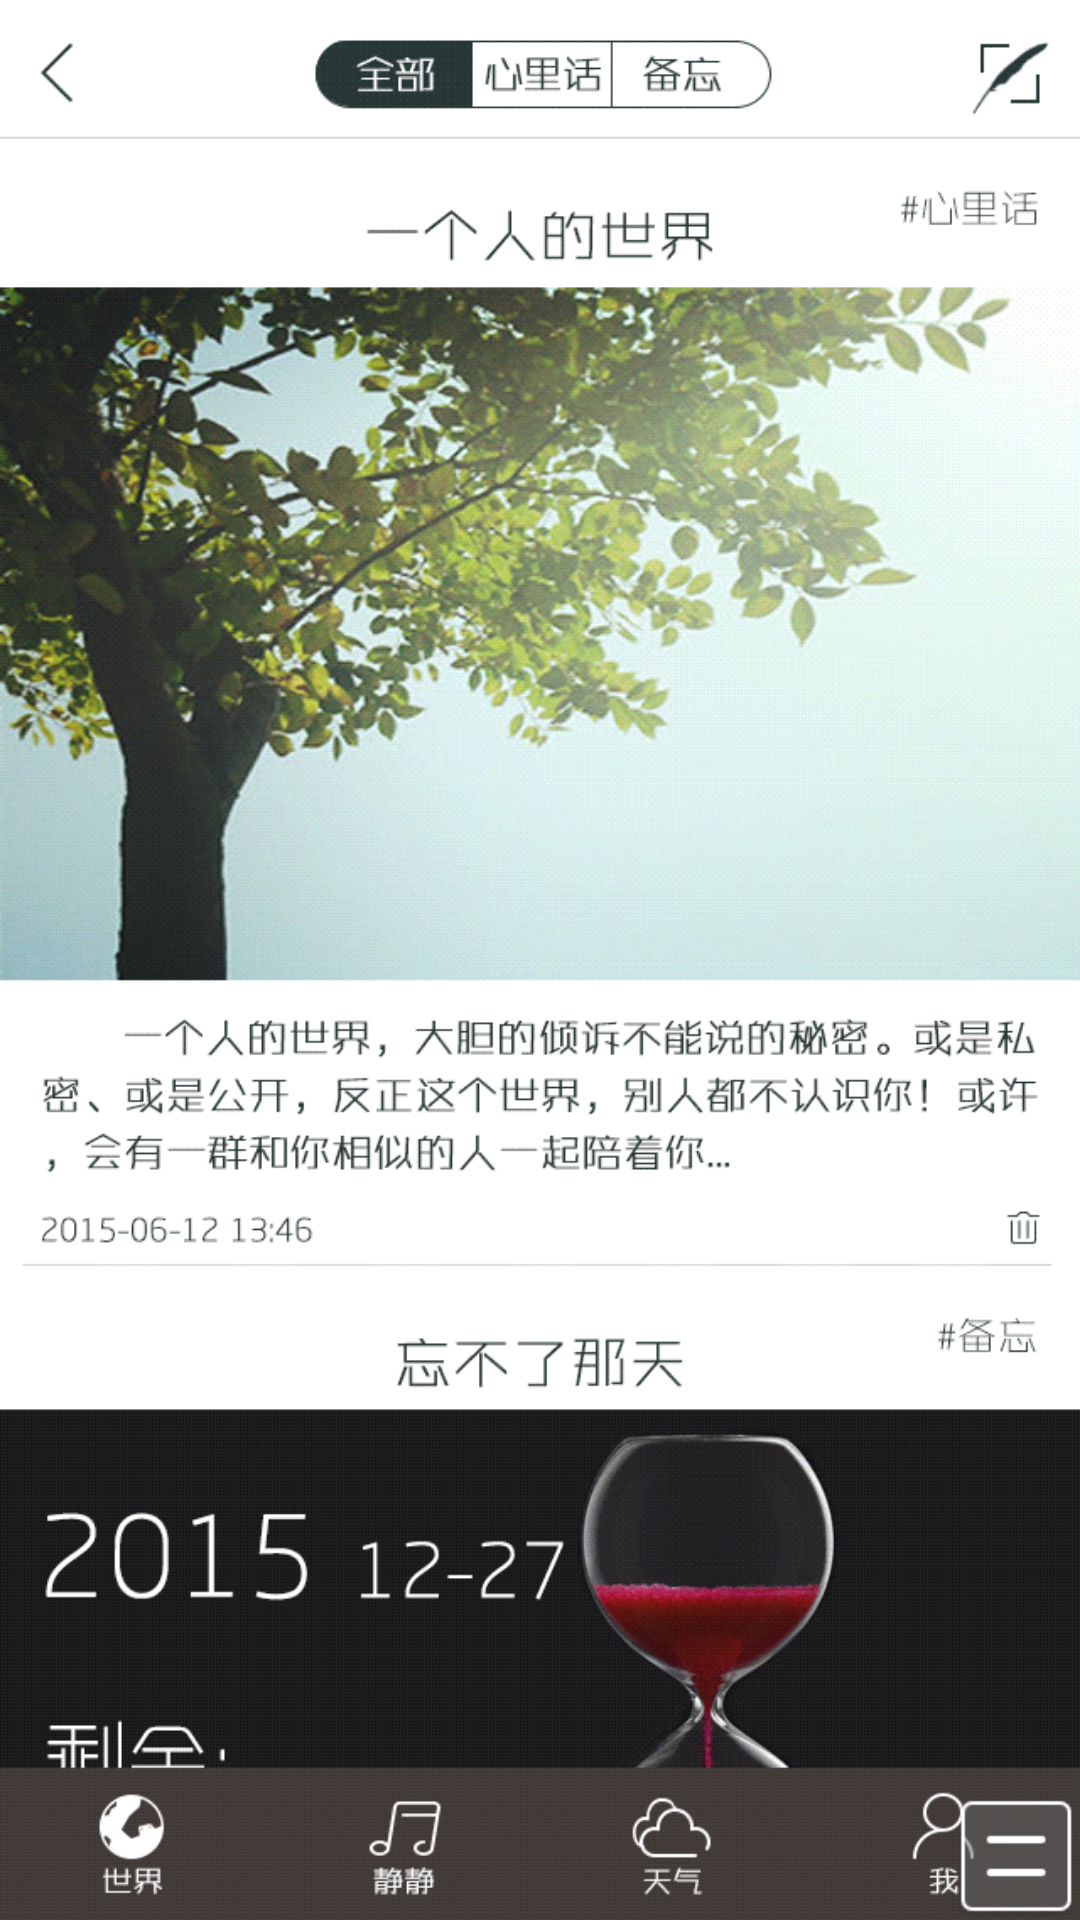 全部 心里话 备忘
#心里话
一个人的世界
一个人的世界，大胆的倾诉不能说的秘密。或是私
密、或是公开，反正这个世界，别人都不认识你！或许
，会有一群和你相似的人一起陪着你...
2015-06-12 13:46
#备忘
忘不了那天
2015 12-27
剩余:
世界 静静 天气 我